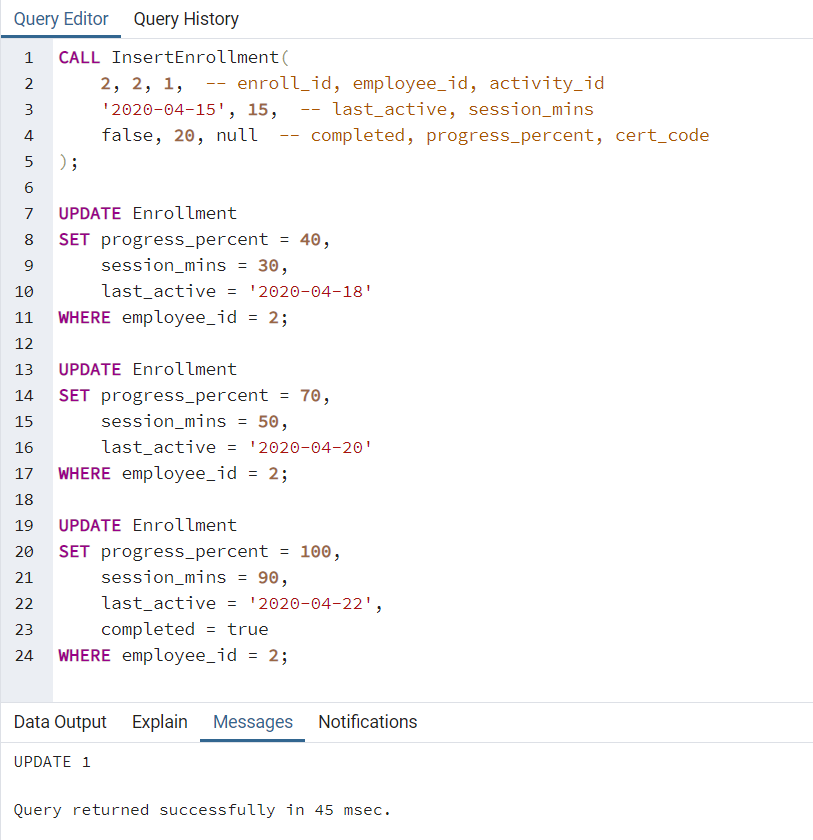 Query Editor Query History
1 CALL InsertEnrollment(
2 2, 2, 1, -- enroll_id, employee_id, activity_id
3 '2020-04-15', 15, -- last_active, session_mins
4 false, 20, null -- completed, progress_percent, cert_code
5 );
6
7 UPDATE Enrollment
8 SET progress_percent = 40,
9 session_mins = 30,
10 last_active = '2020-04-18'
11 WHERE employee_id = 2;
12
13 UPDATE Enrollment
14 SET progress_percent = 70,
15 session_mins = 50,
16 last_active = '2020-04-20'
17 WHERE employee_id = 2;
18
19 UPDATE Enrollment
20 SET progress_percent = 100,
21 session_mins = 90,
22 last_active = '2020-04-22',
23 completed = true
24 WHERE employee_id = 2;
Data Output Explain Messages Notifications
UPDATE 1
Query returned successfully in 45 msec.